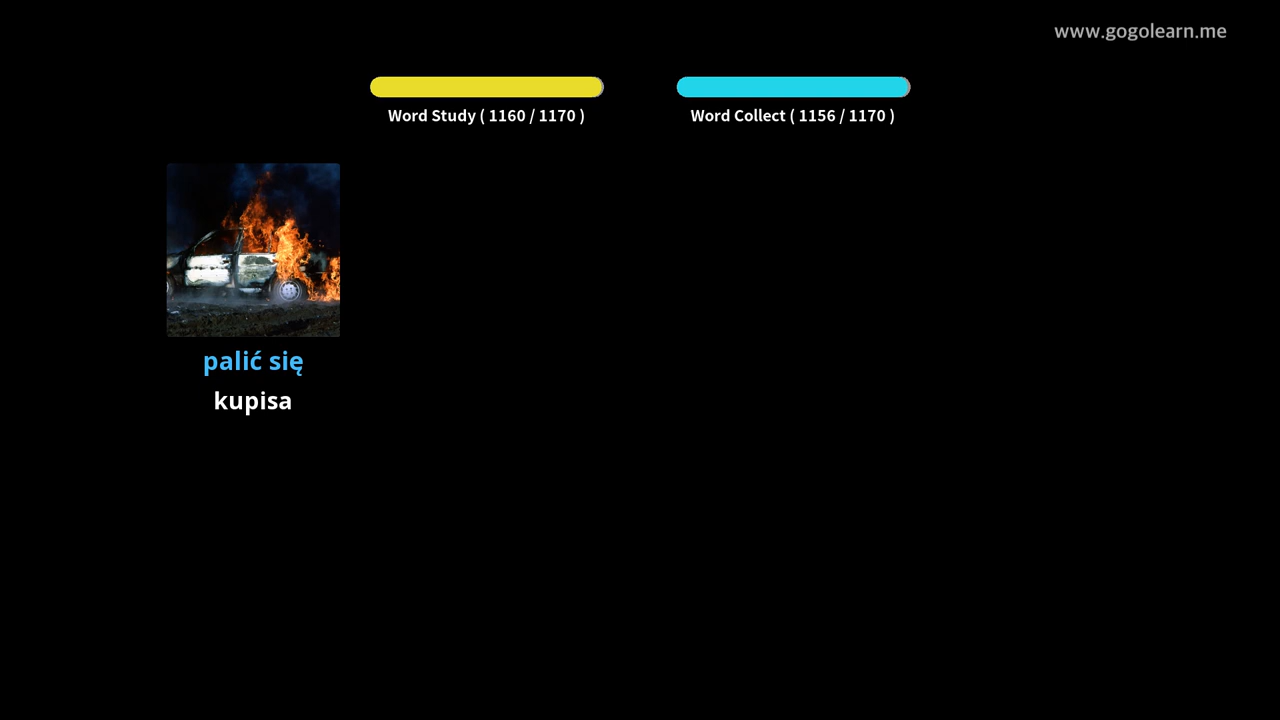 www.gogolearn.me
Word Study ( 1160 / 1170 )
Word Collect ( 1156 / 1170 )
palić się
kupisa